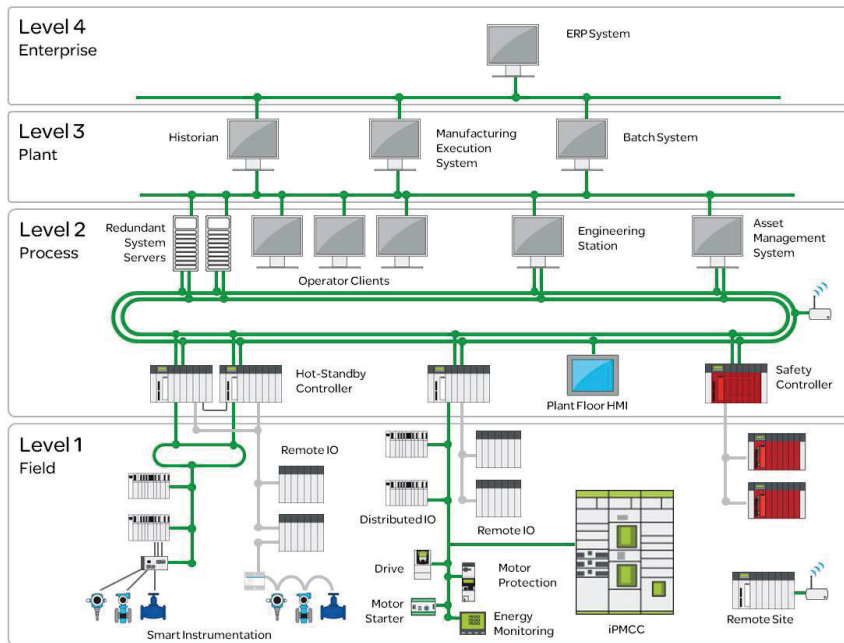 Level 4
Enterprise
ERP System
Level 3
Plant
Historian
Manufacturing
Execution
System
Batch System
Level 2
Process
Redundant
System
Servers
Operator Clients
Engineering
Station
Asset
Management
System
Hot-Standby
Controller
Plant Floor HMI
Safety
Controller
Level 1
Field
Remote IO
Distributed IO
Remote IO
Drive
Motor
Protection
Motor
Starter
Energy
Monitoring
iPMCC
Remote Site
Smart Instrumentation